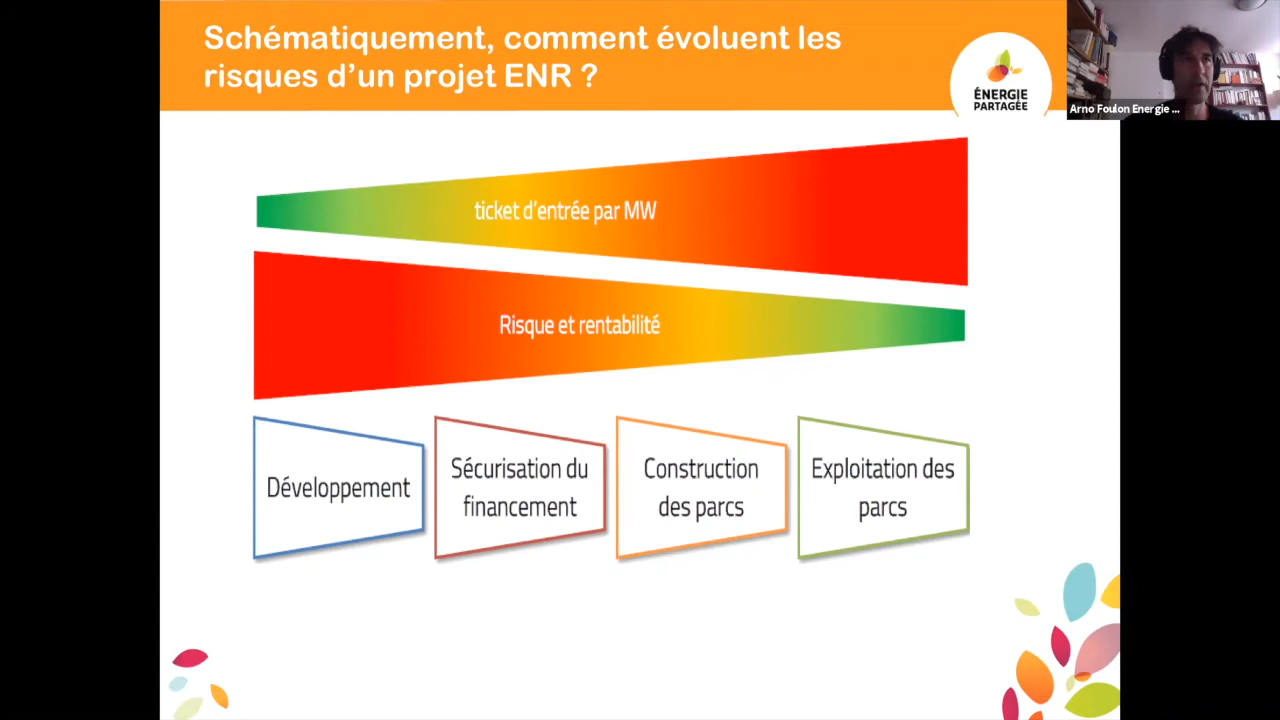 Schématiquement, comment évoluent les
risques d'un projet ENR ?
ÉNERGIE
PARTAGÉE
Arno Foulon Energie ...
ticket d'entrée par MW
Risque et rentabilité
Développement
Sécurisation du
financement
Construction
des parcs
Exploitation des
parcs